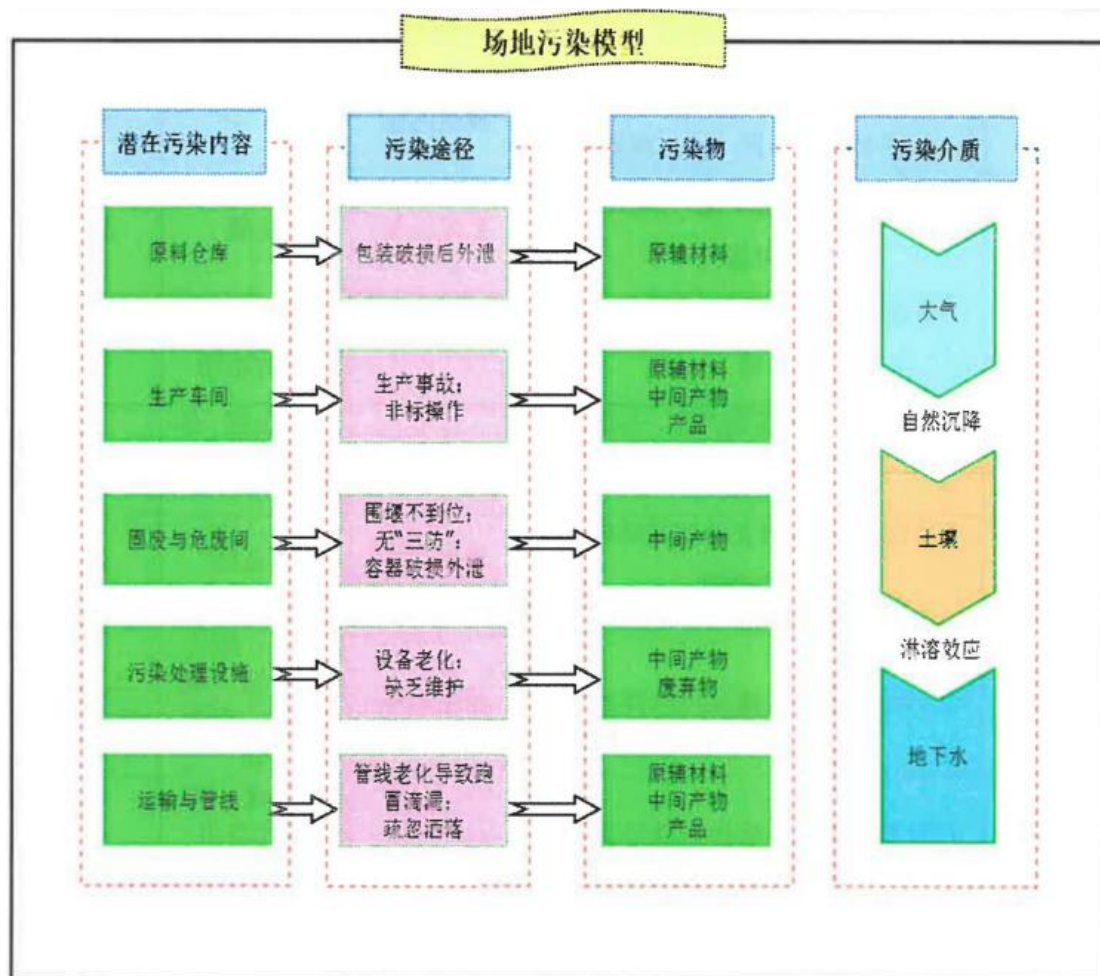 场地污染模型
潜在污染内容
污染途径
污染物
污染介质
原料仓库
包装破损后外泄
原辅材料
生产车间
生产事故;
非标操作
原辅材料
中间产物
产品
固废与危废间
围堰不到位;
无“三防”;
容器破损外泄
中间产物
污染处理设施
设备老化;
缺乏维护
中间产物
废弃物
运输与管线
管线老化导致跑
冒滴漏;
疏忽洒落
原辅材料
中间产物
产品
大气
自然沉降
土壤
淋溶效应
地下水